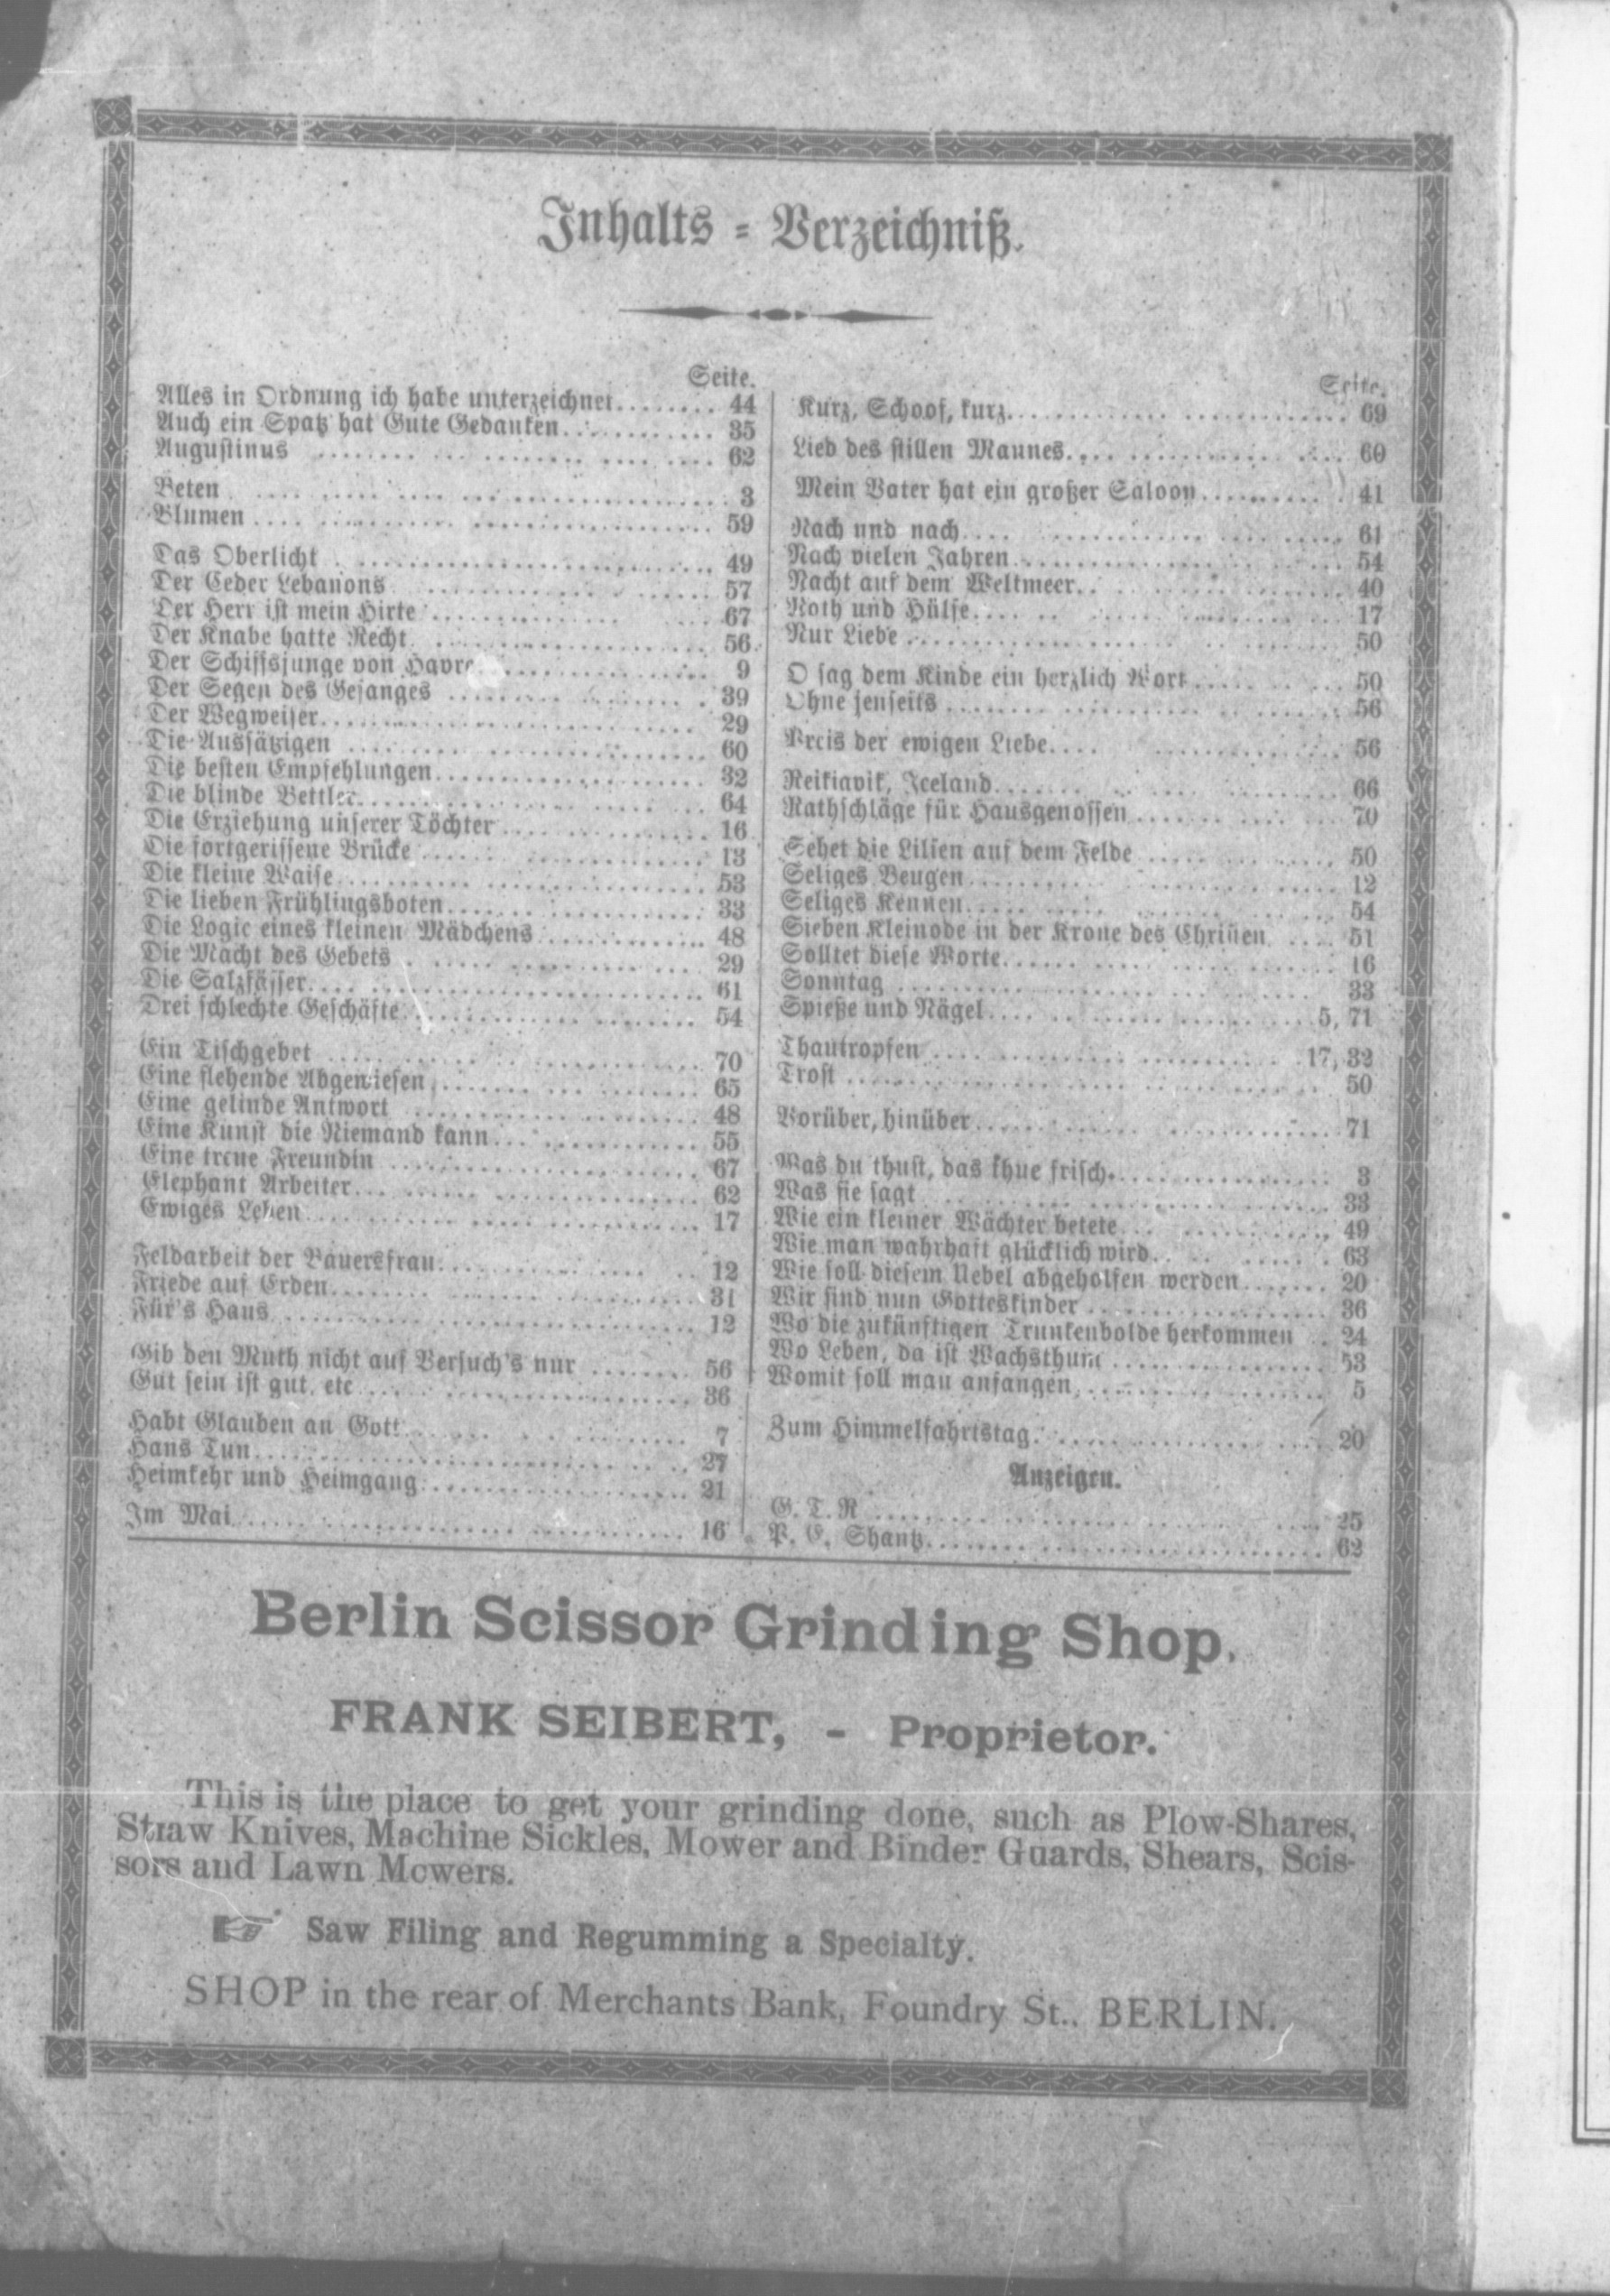 Inhalts = Verzeichniß.
Seite.
Alles in Ordnung ich habe unterzeichnet........ 44
Auch ein Spatz hat Gute Gedanken............ 35
Augustinus ........ 62
Beten ........ 3
Blumen ........ 59
Das Oberlicht ........ 49
Der Ceder Lebanons ........ 57
Der Herr ist mein Hirte ........ 67
Der Knabe hatte Recht ........ 56
Der Schiffsjunge von Havre ........ 9
Der Segen des Gesanges ........ 39
Der Wegweiser........ 29
Die Aussätzigen ........ 60
Die besten Empfehlungen........ 32
Die blinde Bettler........ 64
Die Erziehung unserer Töchter ........ 16
Die fortgerissene Brücke ........ 13
Die kleine Waise........ 53
Die lieben Frühlingsboten........ 33
Die Logic eines kleinen Mädchens ........ 48
Die Macht des Gebets ........ 29
Die Salzfässer........ 61
Drei schlechte Geschäfte ........ 54
Ein Tischgebet ........ 70
Eine flehende Abgewiesen ........ 65
Eine gelinde Antwort ........ 48
Eine Kunst die Niemand kann ........ 55
Eine treue Freundin ........ 67
Elephant Arbeiter........ 62
Ewiges Leben ........ 17
Feldarbeit der Bauersfrau ........ 12
Friede auf Erden........ 31
Für's Haus ........ 12
Gib den Muth nicht auf Versuch's nur ........ 56
Gut sein ist gut, etc ........ 36
Habt Glauben an Gott ........ 7
Hans Tun........ 27
Heimkehr und Heimgang ........ 21
Im Mai ........ 16
Seite.
Kurz, Schoof, kurz........ 69
Lied des stillen Mannes........ 60
Mein Vater hat ein großer Saloon ........ 41
Nach und nach ........ 61
Nach vielen Jahren ........ 54
Nacht auf dem Weltmeer........ 40
Noth und Hülfe........ 17
Nur Liebe ........ 50
O sag dem Kinde ein herzlich Wort ........ 50
Ohne jenseits ........ 56
Preis der ewigen Liebe........ 56
Reikiavik, Iceland........ 66
Rathschläge für Hausgenossen ........ 70
Sehet die Lilien auf dem Felde ........ 50
Seliges Beugen ........ 12
Seliges Kennen ........ 54
Sieben Kleinode in der Krone des Christen ..... 51
Solltet diese Worte........ 16
Sonntag ........ 33
Spieße und Nägel........ 5, 71
Thautropfen ........ 17, 32
Trost ........ 50
Vorüber, hinüber ........ 71
Was du thust, das thue frisch ........ 3
Was sie sagt ........ 33
Wie ein kleiner Wächter betete ........ 49
Wie man wahrhaft glücklich wird ........ 63
Wie soll diesem Uebel abgeholfen werden ....... 20
Wir sind nun Gotteskinder ........ 36
Wo die zukünftigen Trunkenbolde herkommen .. 24
Wo Leben, da ist Wachsthum ........ 53
Womit soll man anfangen ........ 5
Zum Himmelfahrtstag ........ 20
Anzeigen.
G. T. R ........ 25
P. E. Shantz........ 62
Berlin Scissor Grinding Shop.
FRANK SEIBERT, - Proprietor.
This is the place to get your grinding done, such as Plow-Shares,
Straw Knives, Machine Sickles, Mower and Binder Guards, Shears, Scis-
sors and Lawn Mowers.
☞ Saw Filing and Regumming a Specialty.
SHOP in the rear of Merchants Bank, Foundry St., BERLIN.